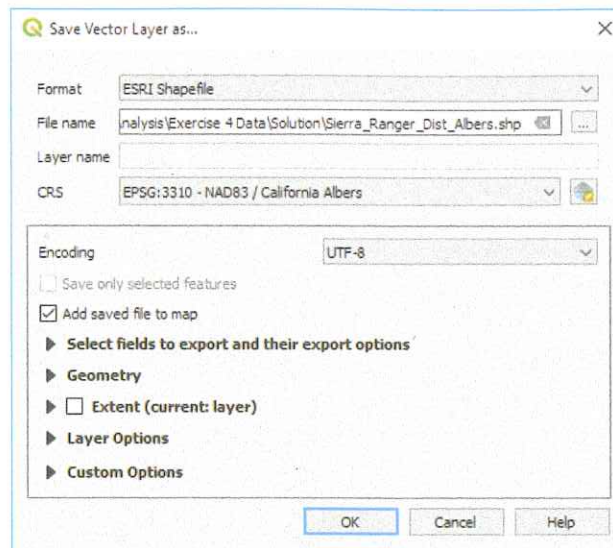 Save Vector Layer as...
Format ESRI Shapefile
File name \nalysis\Exercise 4 Data\Solution\Sierra_Ranger_Dist_Albers.shp ...
Layer name
CRS EPSG:3310 - NAD83 / California Albers
Encoding UTF-8
Save only selected features
Add saved file to map
Select fields to export and their export options
Geometry
Extent (current: layer)
Layer Options
Custom Options
OK Cancel Help